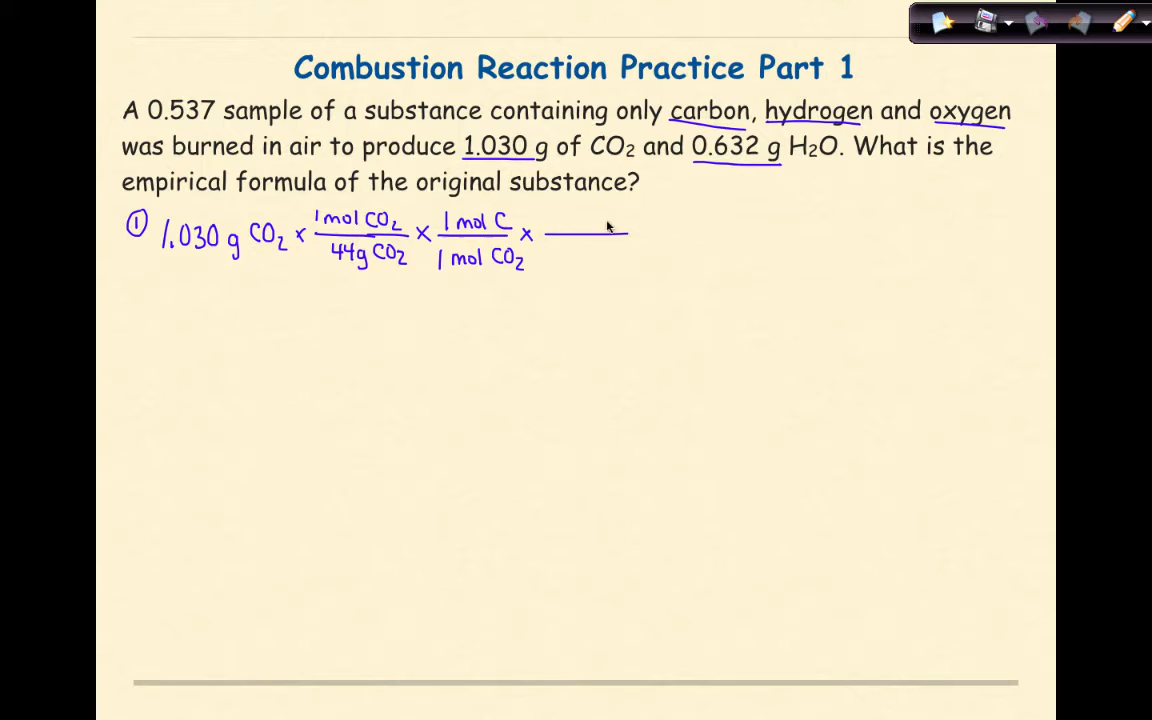 Combustion Reaction Practice Part 1
A 0.537 sample of a substance containing only carbon, hydrogen and oxygen
was burned in air to produce 1.030 g of CO₂ and 0.632 g H₂O. What is the
empirical formula of the original substance?
① 1.030 g CO₂ × 1 mol CO₂ / 44g CO₂ × 1 mol C / 1 mol CO₂ ×